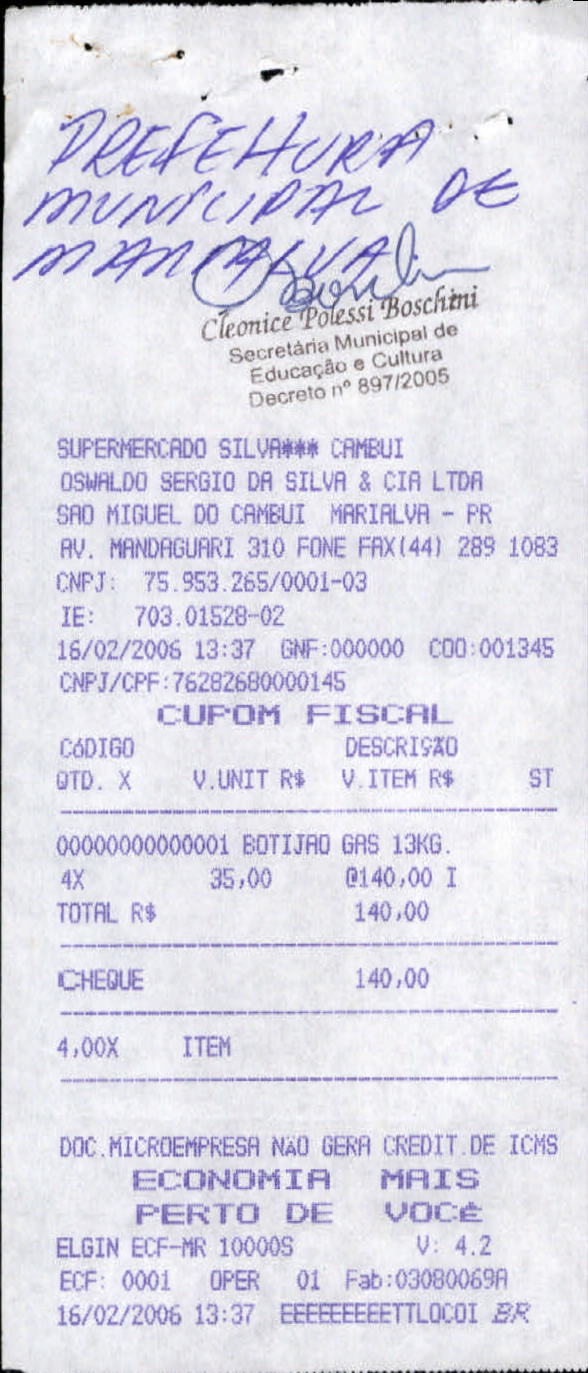 PREFEITURA
MUNICIPAL DE
MARIALVA
Cleonice Polessi Boschini
Secretária Municipal de
Educação e Cultura
Decreto nº 897/2005
SUPERMERCADO SILVA*** CAMBUI
OSWALDO SERGIO DA SILVA & CIA LTDA
SAO MIGUEL DO CAMBUI MARIALVA - PR
AV. MANDAGUARI 310 FONE FAX(44) 289 1083
CNPJ: 75.953.265/0001-03
IE: 703.01528-02
16/02/2006 13:37 GNF:000000 COO:001345
CNPJ/CPF:76282680000145
CUPOM FISCAL
CóDIGO DESCRIÇÃO
QTD. X V.UNIT R$ V.ITEM R$ ST
00000000000001 BOTIJAO GAS 13KG.
4X 35,00 @140,00 I
TOTAL R$ 140,00
CHEQUE 140,00
4,00X ITEM
DOC.MICROEMPRESA NÃO GERA CREDIT.DE ICMS
ECONOMIA MAIS
PERTO DE VOCÊ
ELGIN ECF-MR 10000S V: 4.2
ECF: 0001 OPER 01 Fab:03080069A
16/02/2006 13:37 EEEEEEEEETTLOCOI BR